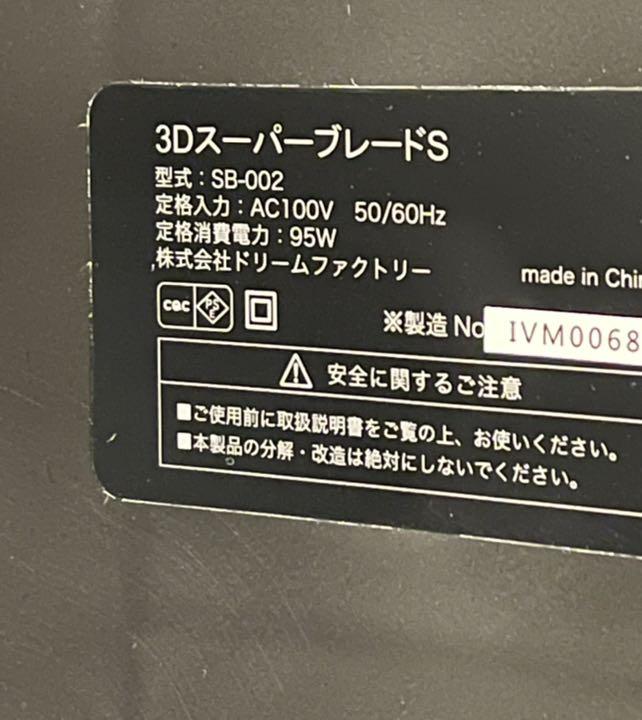 3DスーパーブレードS
型式：SB-002
定格入力：AC100V 50/60Hz
定格消費電力：95W
株式会社ドリームファクトリー
made in Chin
cec PSE
※製造 No IVM0068
安全に関するご注意
■ご使用前に取扱説明書をご覧の上、お使いください。
■本製品の分解・改造は絶対にしないでください。